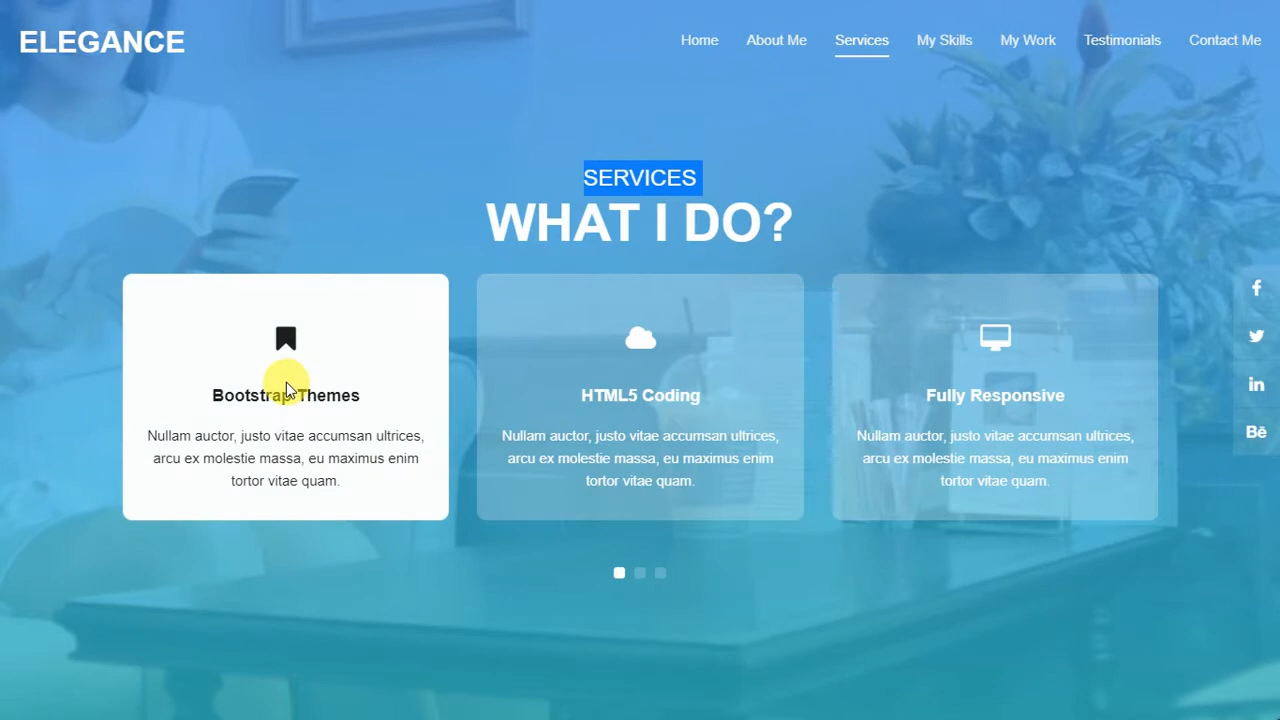 ELEGANCE
Home About Me Services My Skills My Work Testimonials Contact Me
SERVICES
WHAT I DO?
Bootstrap Themes
Nullam auctor, justo vitae accumsan ultrices,
arcu ex molestie massa, eu maximus enim
tortor vitae quam.
HTML5 Coding
Nullam auctor, justo vitae accumsan ultrices,
arcu ex molestie massa, eu maximus enim
tortor vitae quam.
Fully Responsive
Nullam auctor, justo vitae accumsan ultrices,
arcu ex molestie massa, eu maximus enim
tortor vitae quam.
f
in
Bē